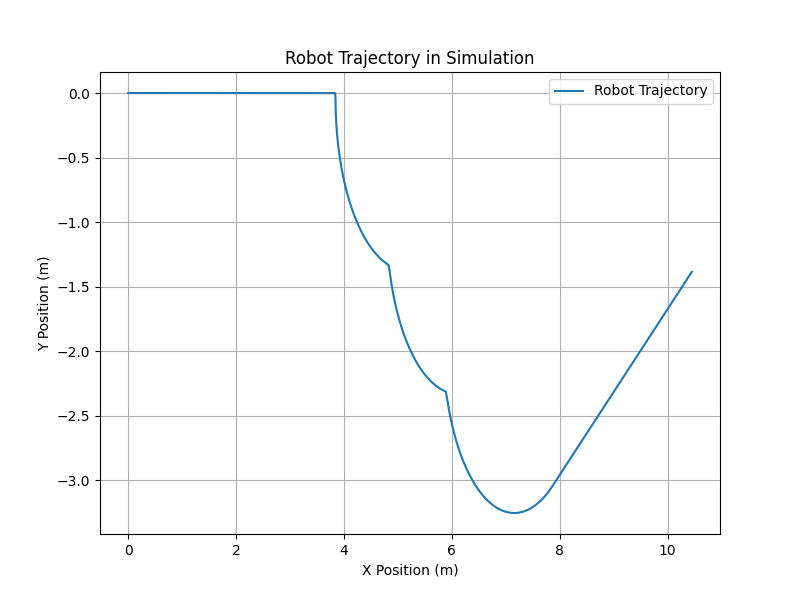 Robot Trajectory in Simulation
Robot Trajectory
0.0
−0.5
−1.0
−1.5
−2.0
−2.5
−3.0
Y Position (m)
0 2 4 6 8 10
X Position (m)